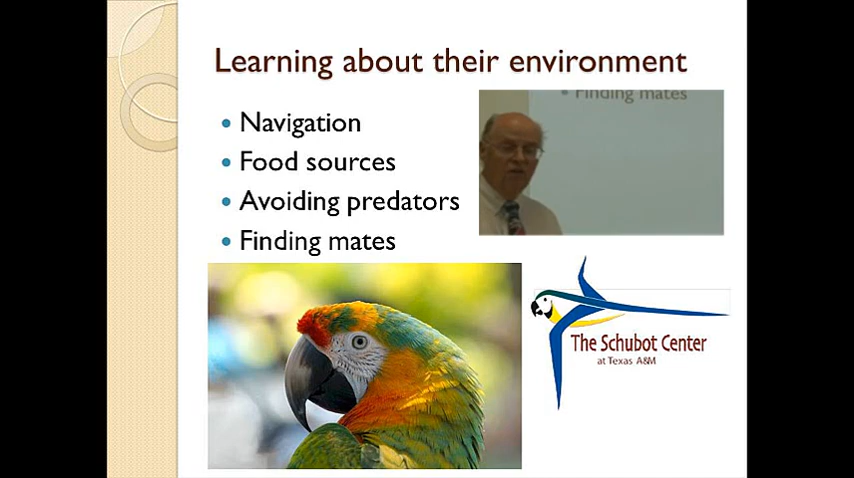 Learning about their environment
• Navigation
• Food sources
• Avoiding predators
• Finding mates
• Finding mates
The Schubot Center
at Texas A&M